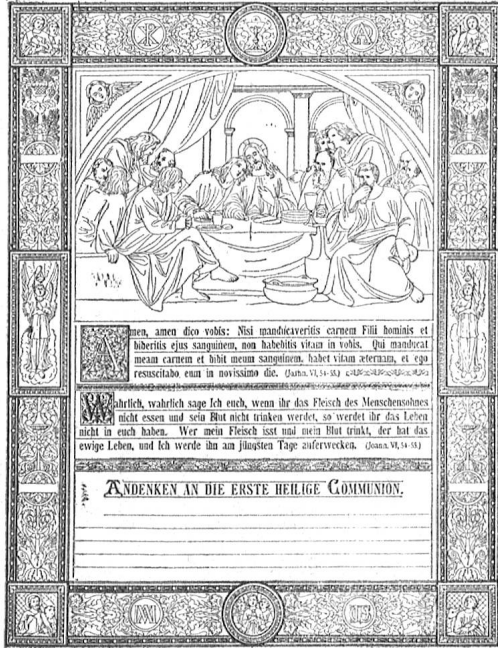 Amen, amen dico vobis: Nisi manducaveritis carnem Filii hominis et
biberitis ejus sanguinem, non habebitis vitam in vobis. Qui manducat
meam carnem et bibit meum sanguinem, habet vitam æternam, et ego
resuscitabo eum in novissimo die. (Joann. VI, 54-55.)
Wahrlich, wahrlich sage Ich euch, wenn ihr das Fleisch des Menschensohnes
nicht essen und sein Blut nicht trinken werdet, so werdet ihr das Leben
nicht in euch haben. Wer mein Fleisch isst und mein Blut trinkt, der hat das
ewige Leben, und Ich werde ihn am jüngsten Tage auferwecken. (Joann. VI, 54-55.)
ANDENKEN AN DIE ERSTE HEILIGE COMMUNION.